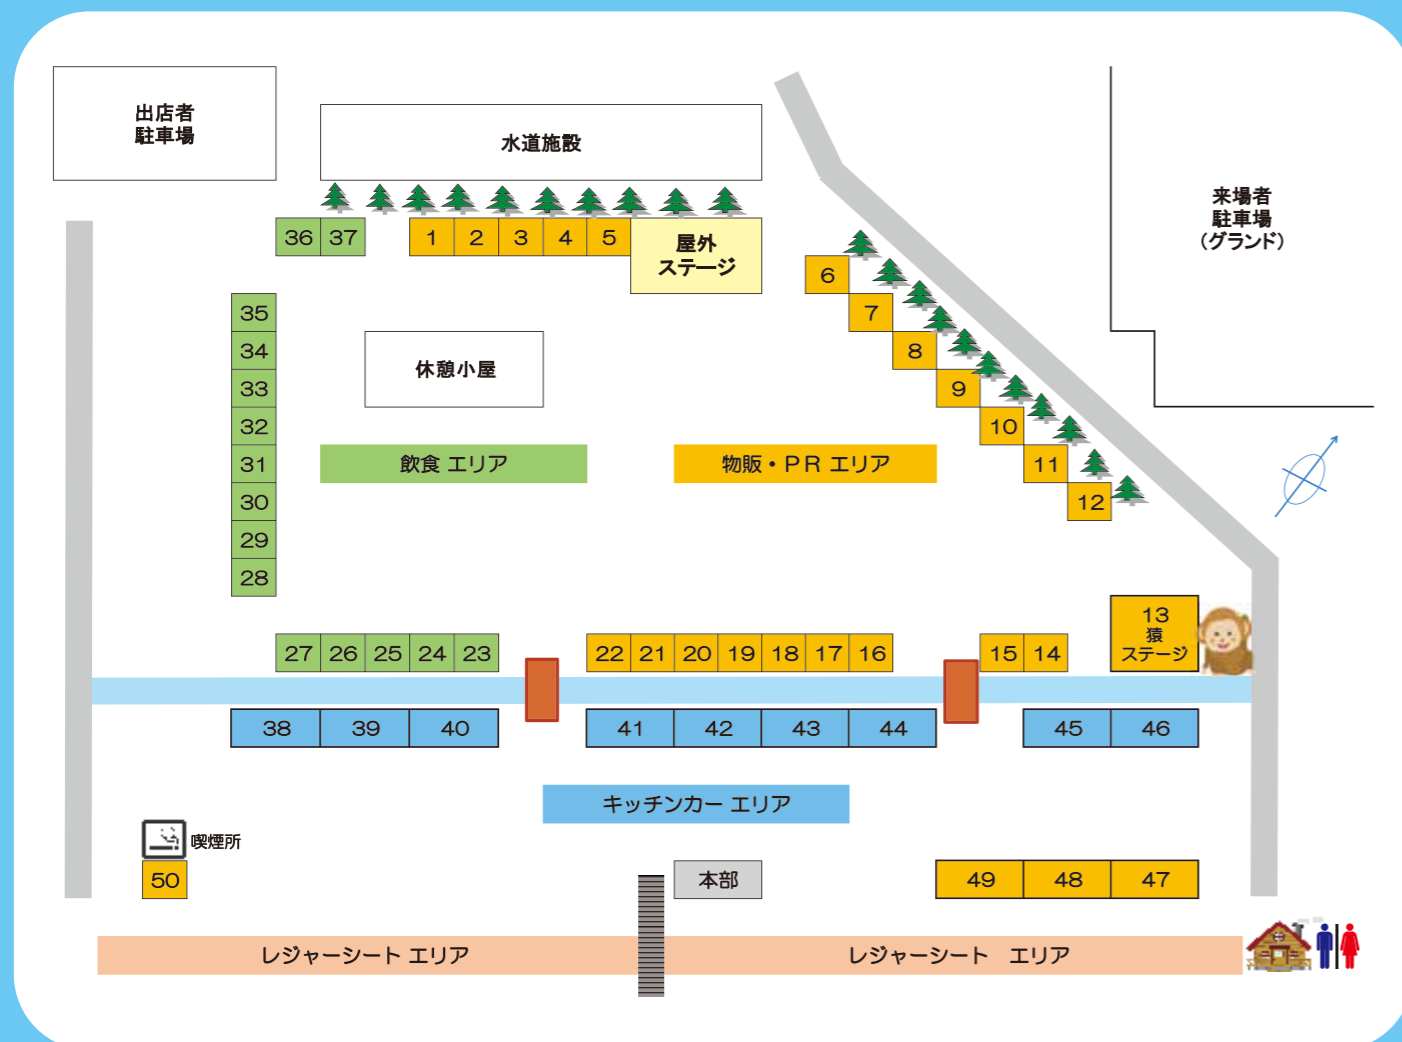 出店者
駐車場
水道施設
来場者
駐車場
(グランド)
36 37 1 2 3 4 5
屋外
ステージ
6
7
8
9
10
11
12
35
34
33
32
31
30
29
28
休憩小屋
飲食 エリア
物販・PR エリア
13
猿
ステージ
27 26 25 24 23 22 21 20 19 18 17 16 15 14
38 39 40 41 42 43 44 45 46
キッチンカー エリア
喫煙所
50
本部
49 48 47
レジャーシート エリア
レジャーシート　エリア